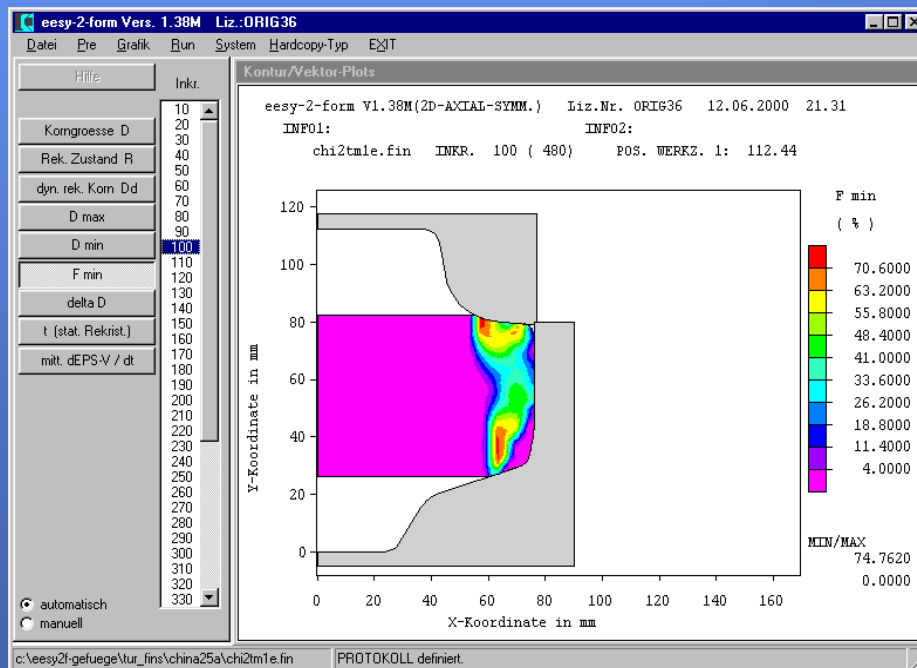 eesy-2-form Vers. 1.38M Liz.:ORIG36
Datei Pre Grafik Run System Hardcopy-Typ EXIT
Hilfe
Inkr.
Korngroesse D
Rek. Zustand R
dyn. rek. Korn Dd
D max
D min
F min
delta D
t (stat. Rekrist.)
mitt. dEPS-V / dt
10
20
30
40
50
60
70
80
90
100
110
120
130
140
150
160
170
180
190
200
210
220
230
240
250
260
270
280
290
300
310
320
330
automatisch
manuell
Kontur/Vektor-Plots
eesy-2-form V1.38M(2D-AXIAL-SYMM.) Liz.Nr. ORIG36 12.06.2000 21.31
INFO1: INFO2:
chi2tm1e.fin INKR. 100 ( 480) POS. WERKZ. 1: 112.44
Y-Koordinate in mm
120
100
80
60
40
20
0
0 20 40 60 80 100 120 140 160
X-Koordinate in mm
F min
( % )
70.6000
63.2000
55.8000
48.4000
41.0000
33.6000
26.2000
18.8000
11.4000
4.0000
MIN/MAX
74.7620
0.0000
c:\eesy2f-gefuege\tur_fins\china25a\chi2tm1e.fin PROTOKOLL definiert.